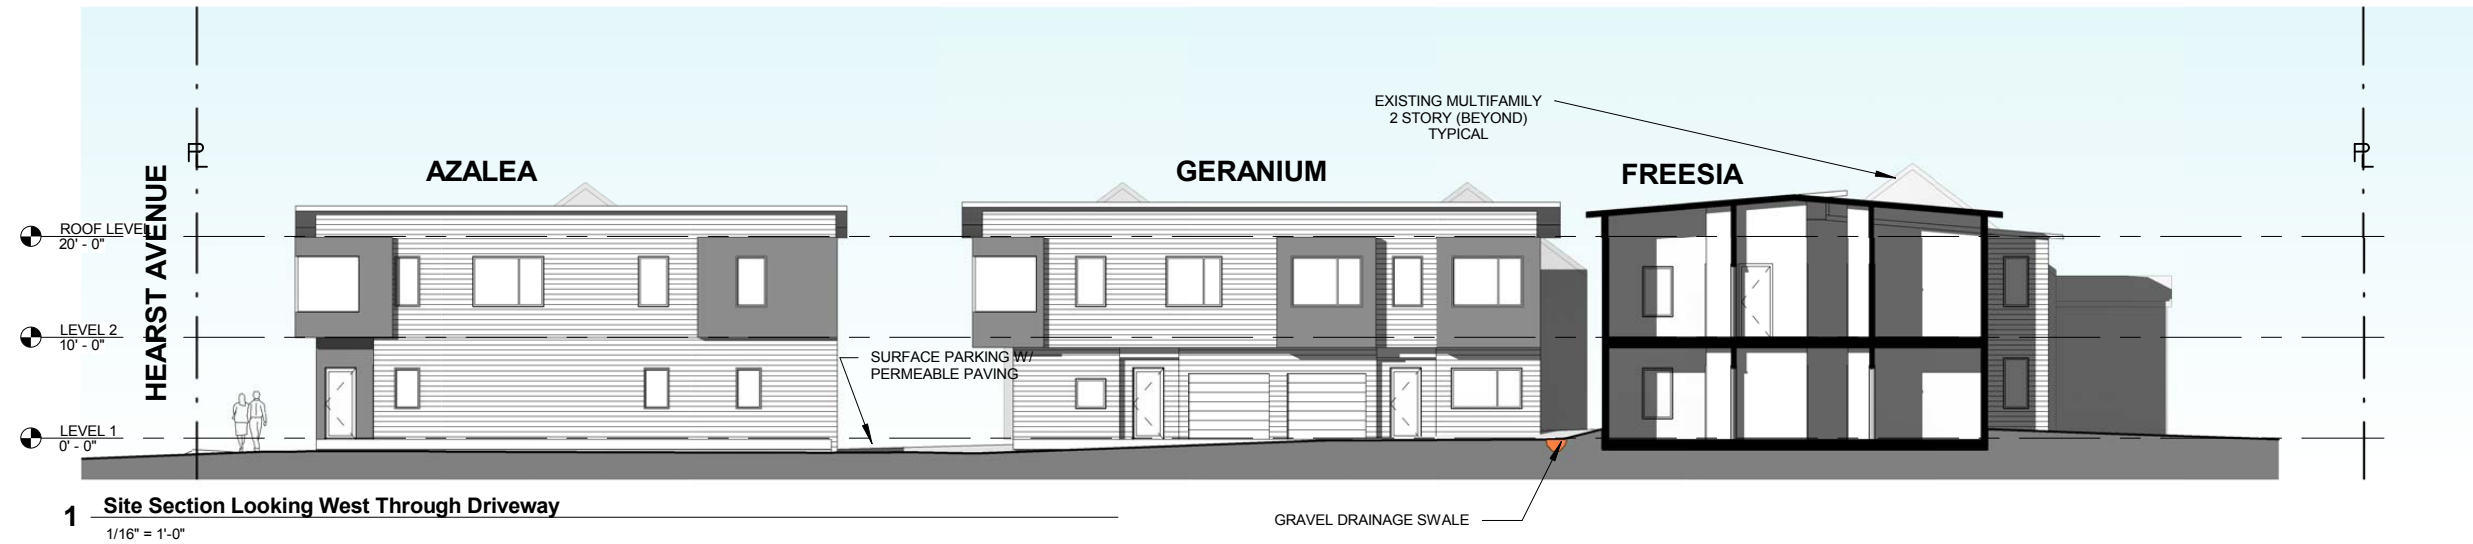 EXISTING MULTIFAMILY
2 STORY (BEYOND)
TYPICAL
PL
PL
HEARST AVENUE
AZALEA
GERANIUM
FREESIA
ROOF LEVEL
20' - 0"
LEVEL 2
10' - 0"
SURFACE PARKING W/
PERMEABLE PAVING
LEVEL 1
0' - 0"
1
Site Section Looking West Through Driveway
1/16" = 1'-0"
GRAVEL DRAINAGE SWALE